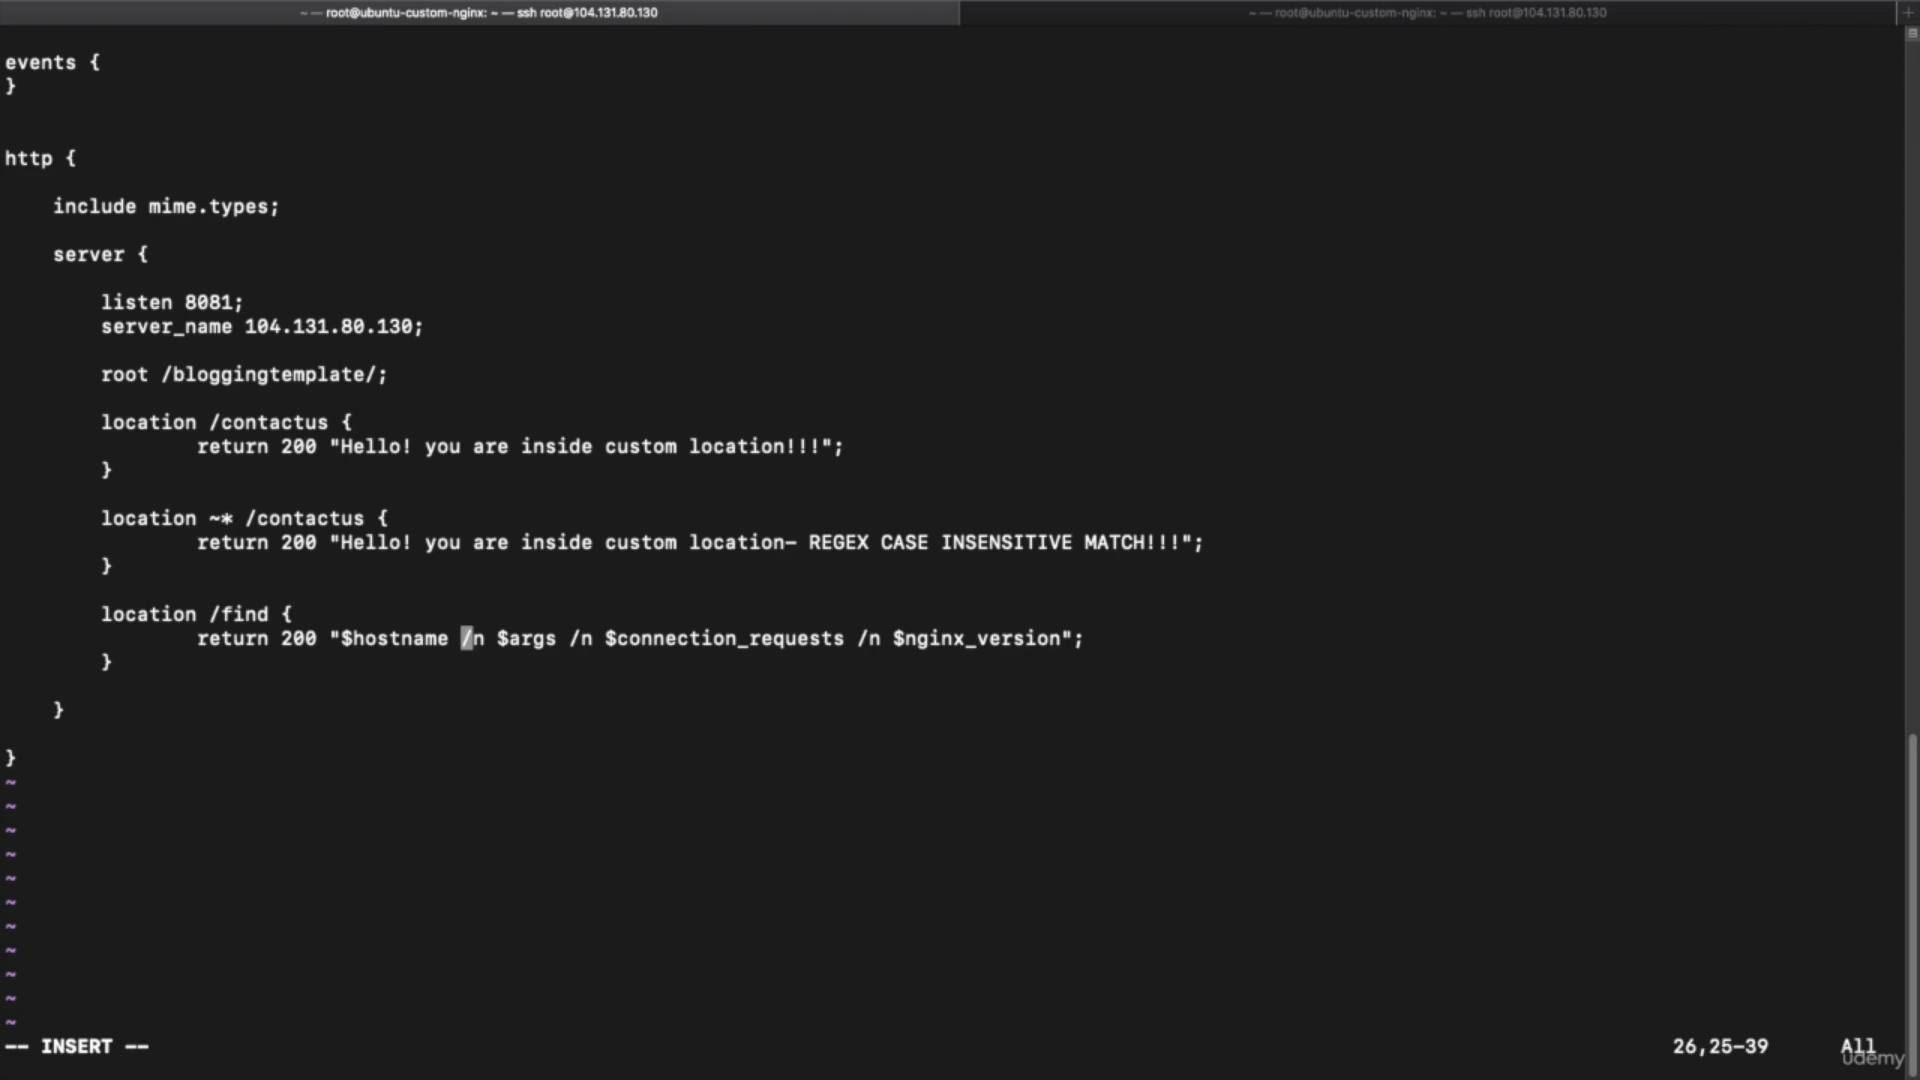 ~ — root@ubuntu-custom-nginx: ~ — ssh root@104.131.80.130
~ — root@ubuntu-custom-nginx: ~ — ssh root@104.131.80.130
+
events {
}
http {
include mime.types;
server {
listen 8081;
server_name 104.131.80.130;
root /bloggingtemplate/;
location /contactus {
return 200 "Hello! you are inside custom location!!!";
}
location ~* /contactus {
return 200 "Hello! you are inside custom location- REGEX CASE INSENSITIVE MATCH!!!";
}
location /find {
return 200 "$hostname /n $args /n $connection_requests /n $nginx_version";
}
}
}
~
~
~
~
~
~
~
~
~
~
~
-- INSERT --
26,25-39
All
udemy